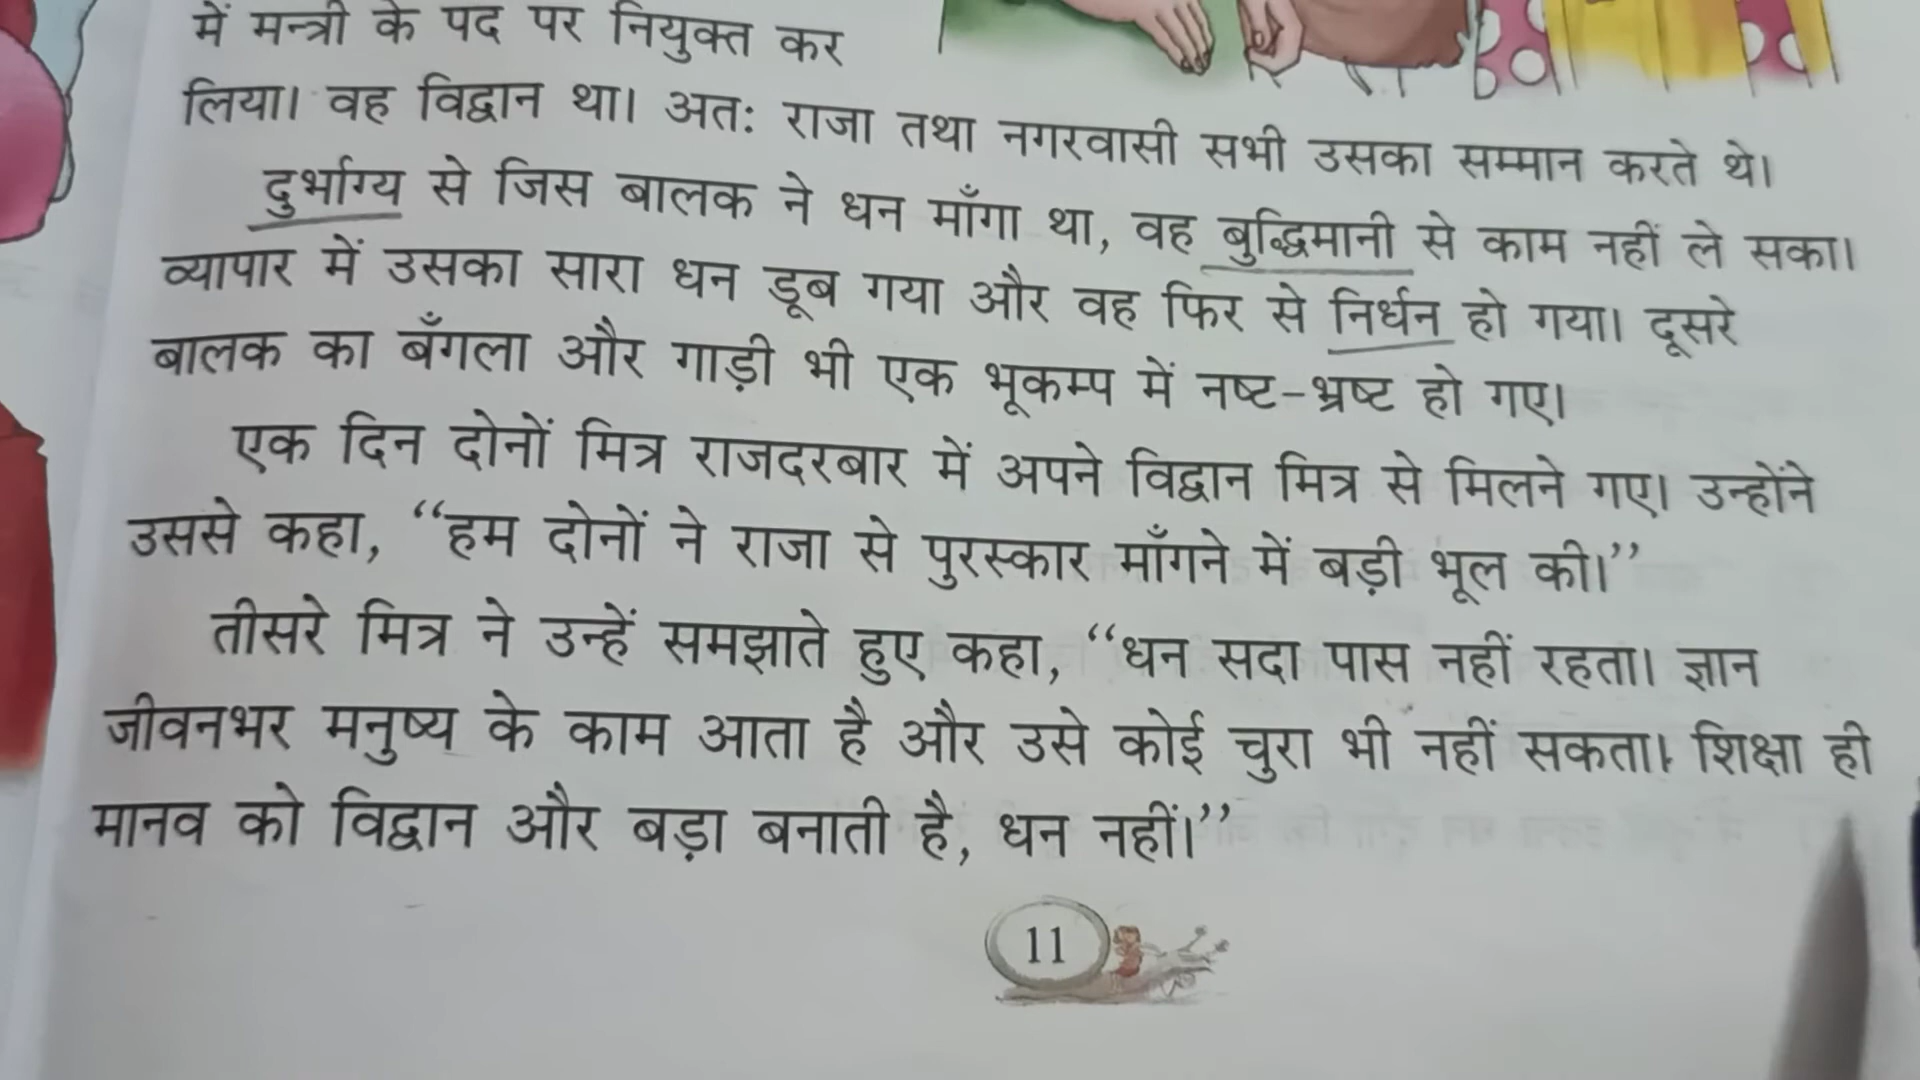 में मन्त्री के पद पर नियुक्त कर
लिया। वह विद्वान था। अतः राजा तथा नगरवासी सभी उसका सम्मान करते थे।
दुर्भाग्य से जिस बालक ने धन माँगा था, वह बुद्धिमानी से काम नहीं ले सका।
व्यापार में उसका सारा धन डूब गया और वह फिर से निर्धन हो गया। दूसरे
बालक का बँगला और गाड़ी भी एक भूकम्प में नष्ट-भ्रष्ट हो गए।
एक दिन दोनों मित्र राजदरबार में अपने विद्वान मित्र से मिलने गए। उन्होंने
उससे कहा, “हम दोनों ने राजा से पुरस्कार माँगने में बड़ी भूल की।”
तीसरे मित्र ने उन्हें समझाते हुए कहा, “धन सदा पास नहीं रहता। ज्ञान
जीवनभर मनुष्य के काम आता है और उसे कोई चुरा भी नहीं सकता। शिक्षा ही
मानव को विद्वान और बड़ा बनाती है, धन नहीं।”
11